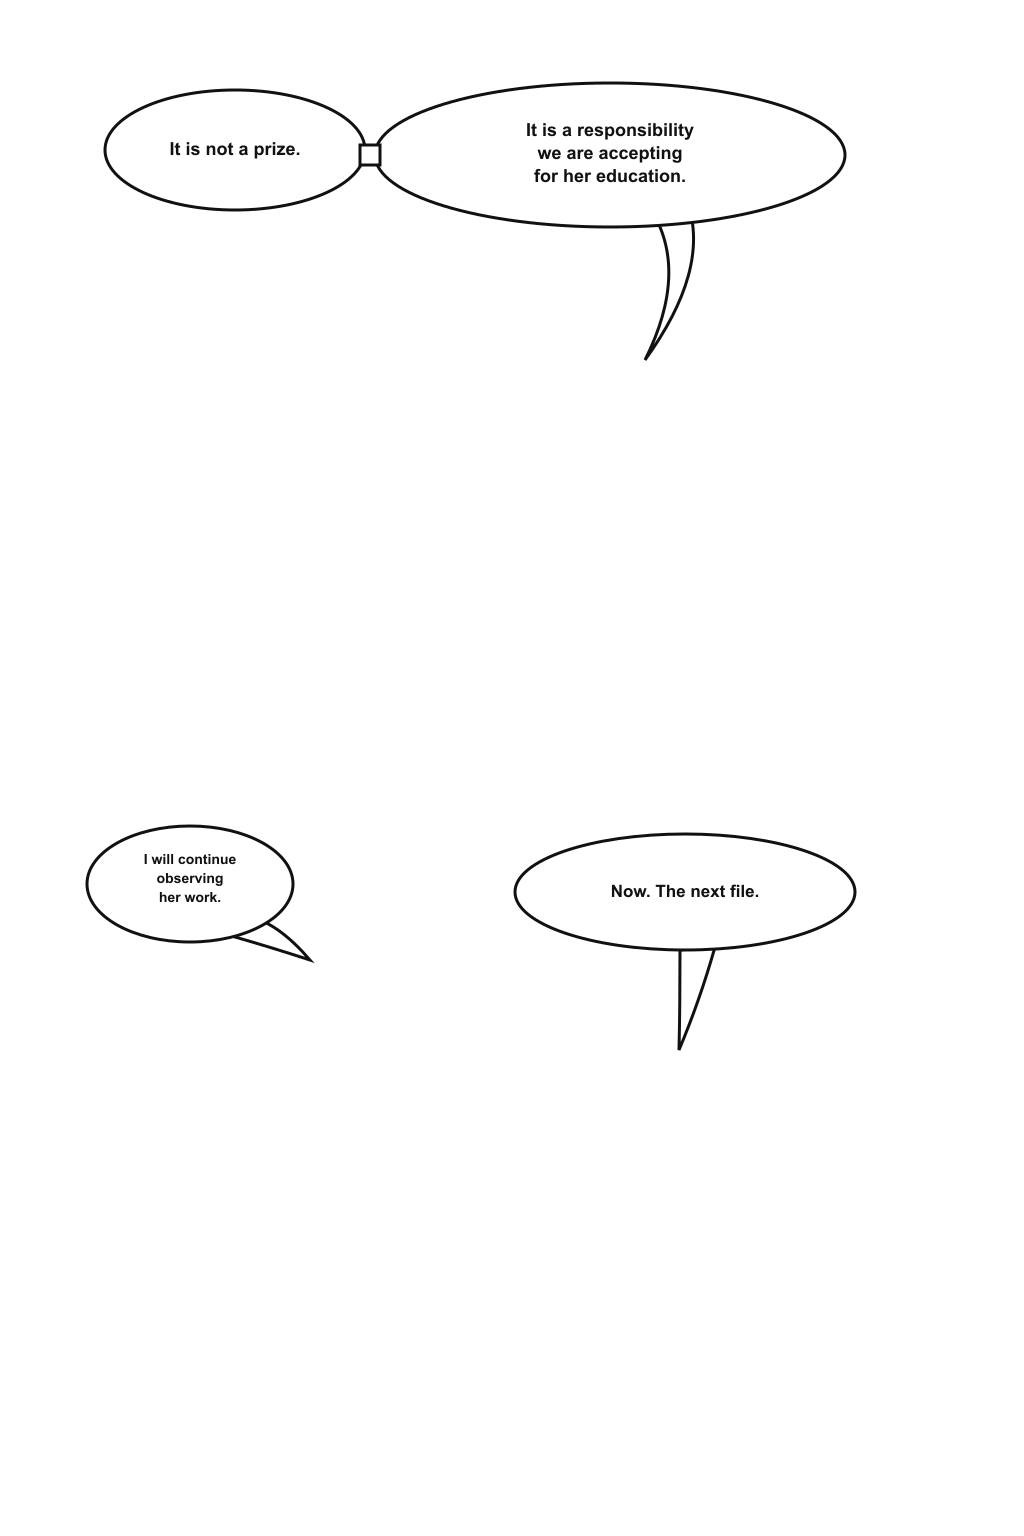 It is not a prize.
It is a responsibility
we are accepting
for her education.
I will continue
observing
her work.
Now. The next file.